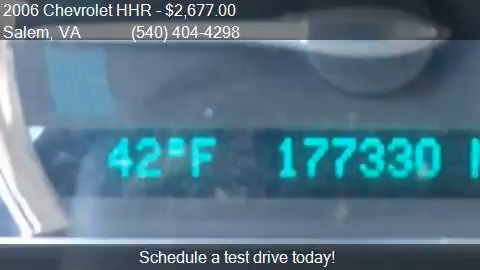 2006 Chevrolet HHR - $2,677.00
Salem, VA (540) 404-4298
42°F 177330
Schedule a test drive today!